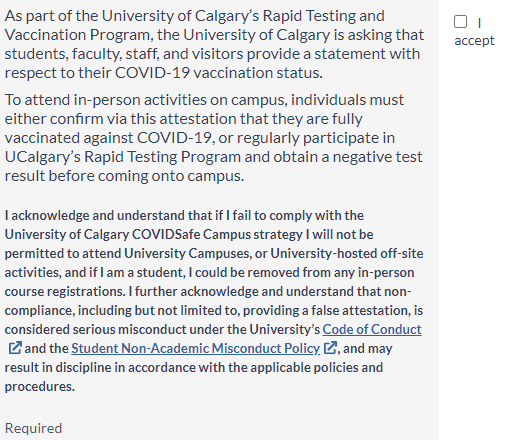 As part of the University of Calgary's Rapid Testing and
Vaccination Program, the University of Calgary is asking that
students, faculty, staff, and visitors provide a statement with
respect to their COVID-19 vaccination status.
To attend in-person activities on campus, individuals must
either confirm via this attestation that they are fully
vaccinated against COVID-19, or regularly participate in
UCalgary's Rapid Testing Program and obtain a negative test
result before coming onto campus.
I acknowledge and understand that if I fail to comply with the
University of Calgary COVIDSafe Campus strategy I will not be
permitted to attend University Campuses, or University-hosted off-site
activities, and if I am a student, I could be removed from any in-person
course registrations. I further acknowledge and understand that non-
compliance, including but not limited to, providing a false attestation, is
considered serious misconduct under the University's Code of Conduct
and the Student Non-Academic Misconduct Policy , and may
result in discipline in accordance with the applicable policies and
procedures.
Required
I
accept